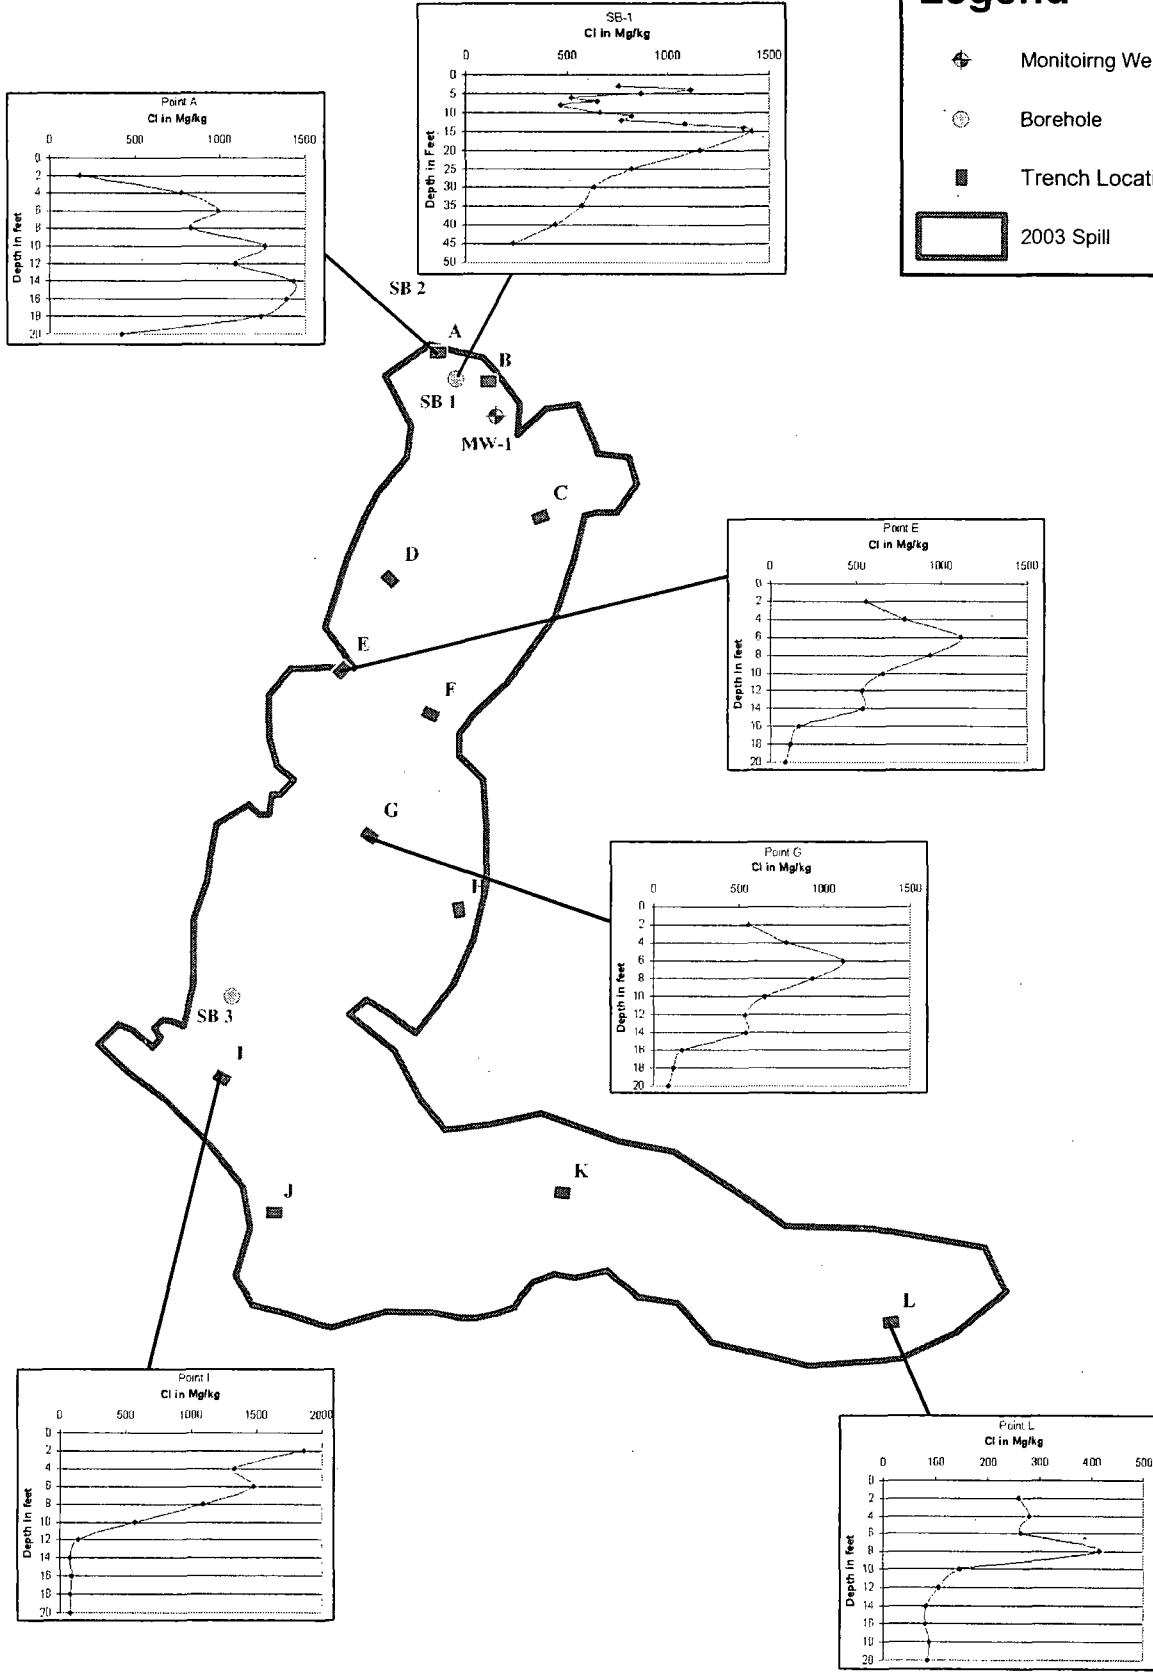 Legend
Monitoirng We
Borehole
Trench Locati
2003 Spill
SB-1
Cl in Mg/kg
0 500 1000 1500
Depth in Feet
0
5
10
15
20
25
30
35
40
45
50
Point A
Cl in Mg/kg
0 500 1000 1500
Depth in feet
0
2
4
6
8
10
12
14
16
18
20
SB 2
A
B
SB 1
MW-1
C
D
E
F
G
H
SB 3
I
J
K
L
Point E
Cl in Mg/kg
0 500 1000 1500
Depth in feet
0
2
4
6
8
10
12
14
16
18
20
Point G
Cl in Mg/kg
0 500 1000 1500
Depth in feet
0
2
4
6
8
10
12
14
16
18
20
Point I
Cl in Mg/kg
0 500 1000 1500 2000
Depth in feet
0
2
4
6
8
10
12
14
16
18
20
Point L
Cl in Mg/kg
0 100 200 300 400 500
Depth in feet
0
2
4
6
8
10
12
14
16
18
20